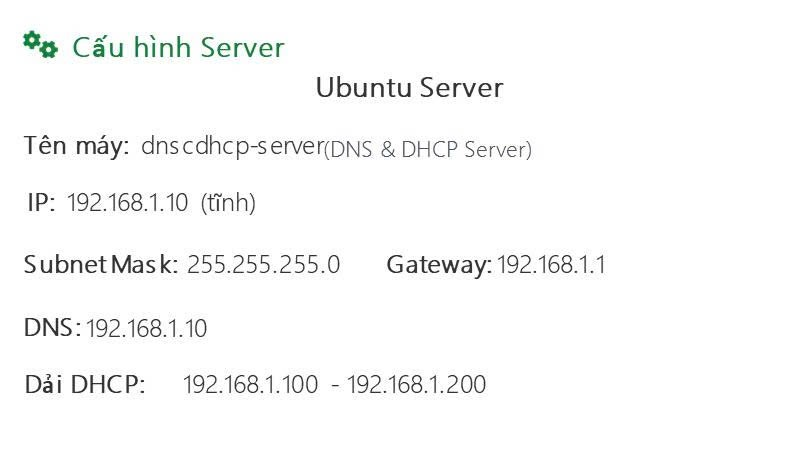 Cấu hình Server
Ubuntu Server
Tên máy: dnscdhcp-server(DNS & DHCP Server)
IP: 192.168.1.10 (tĩnh)
Subnet Mask: 255.255.255.0 Gateway: 192.168.1.1
DNS: 192.168.1.10
Dải DHCP: 192.168.1.100 - 192.168.1.200